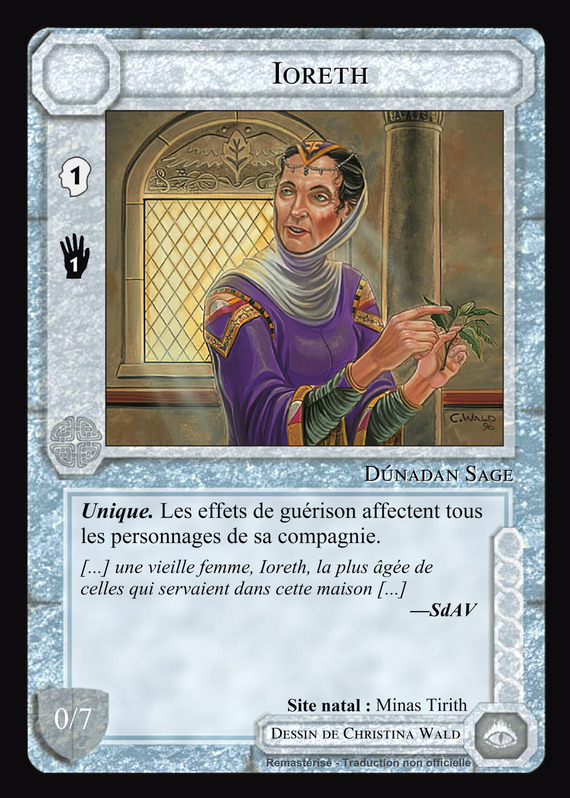 IORETH
1
1
C. WALD
96
DÚNADAN SAGE
Unique. Les effets de guérison affectent tous
les personnages de sa compagnie.
[...] une vieille femme, Ioreth, la plus âgée de
celles qui servaient dans cette maison [...]
—SdAV
Site natal : Minas Tirith
0/7
DESSIN DE CHRISTINA WALD
Remastérisé - Traduction non officielle